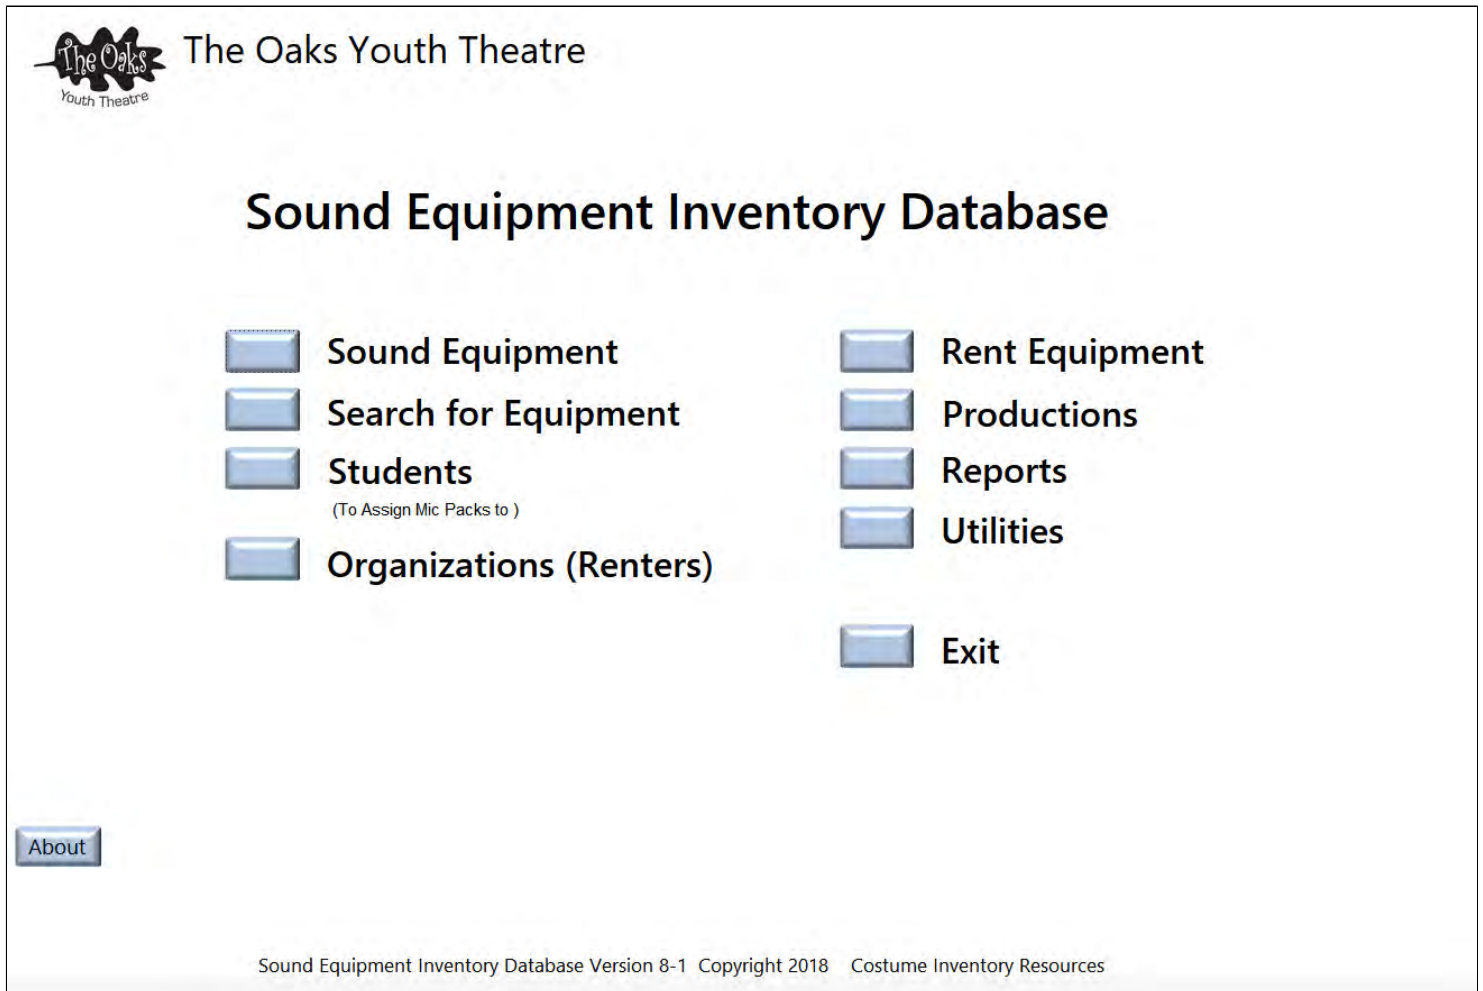 The Oaks
Youth Theatre
The Oaks Youth Theatre
Sound Equipment Inventory Database
Sound Equipment
Search for Equipment
Students
(To Assign Mic Packs to )
Organizations (Renters)
Rent Equipment
Productions
Reports
Utilities
Exit
About
Sound Equipment Inventory Database Version 8-1 Copyright 2018 Costume Inventory Resources